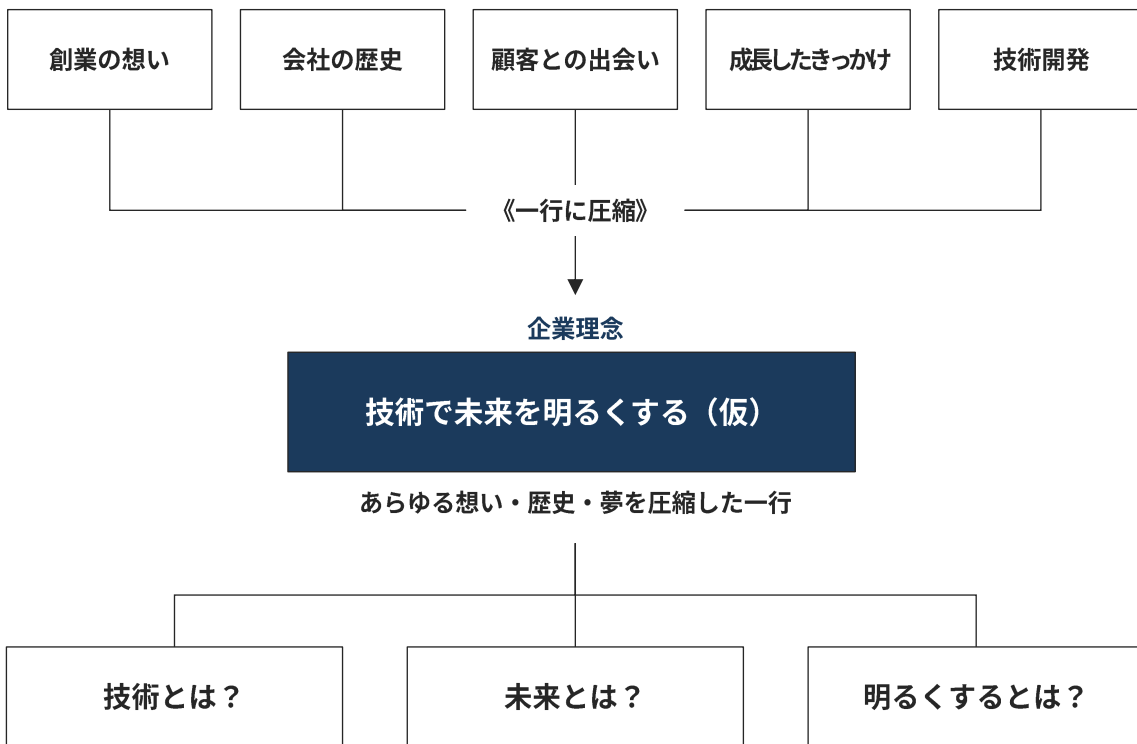 創業の想い
会社の歴史
顧客との出会い
成長したきっかけ
技術開発
《一行に圧縮》
企業理念
技術で未来を明るくする（仮）
あらゆる想い・歴史・夢を圧縮した一行
技術とは？
未来とは？
明るくするとは？